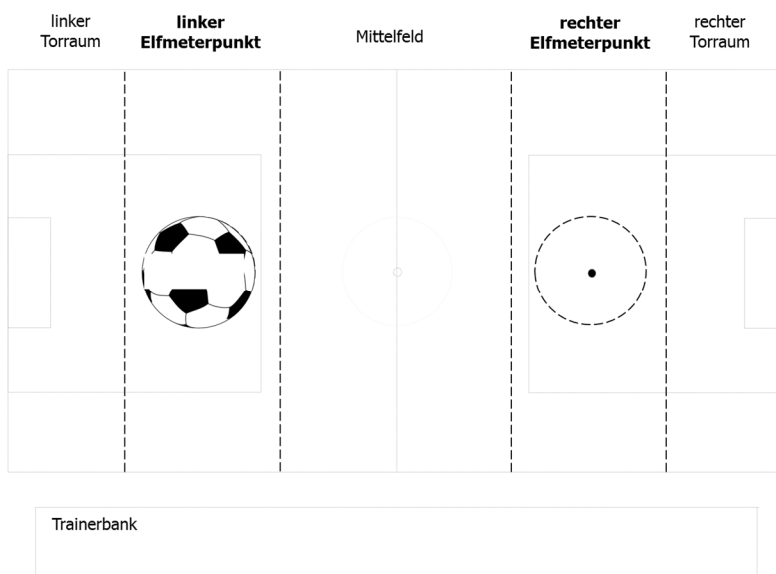 linker
Torraum
linker
Elfmeterpunkt
Mittelfeld
rechter
Elfmeterpunkt
rechter
Torraum
Trainerbank